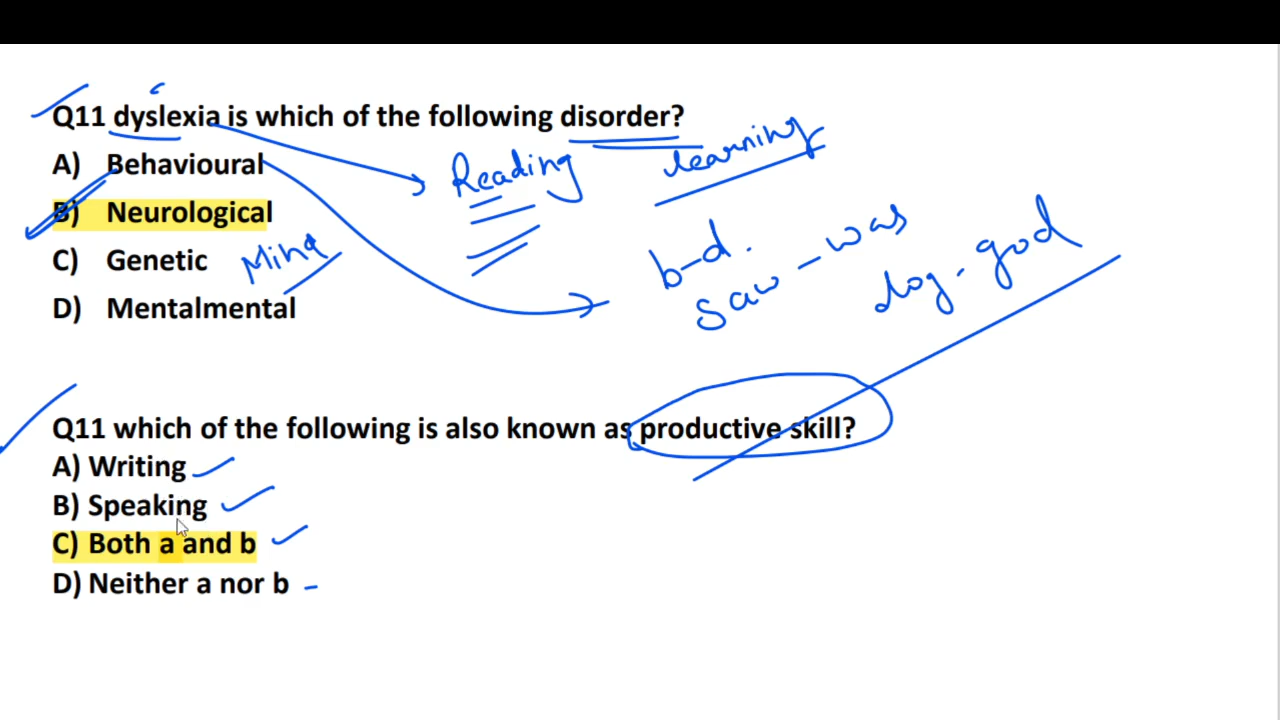 Q11 dyslexia is which of the following disorder?
A) Behavioural
B) Neurological
C) Genetic
D) Mentalmental
Reading
learning
Mind
b-d.
saw - was
dog - god
Q11 which of the following is also known as productive skill?
A) Writing
B) Speaking
C) Both a and b
D) Neither a nor b